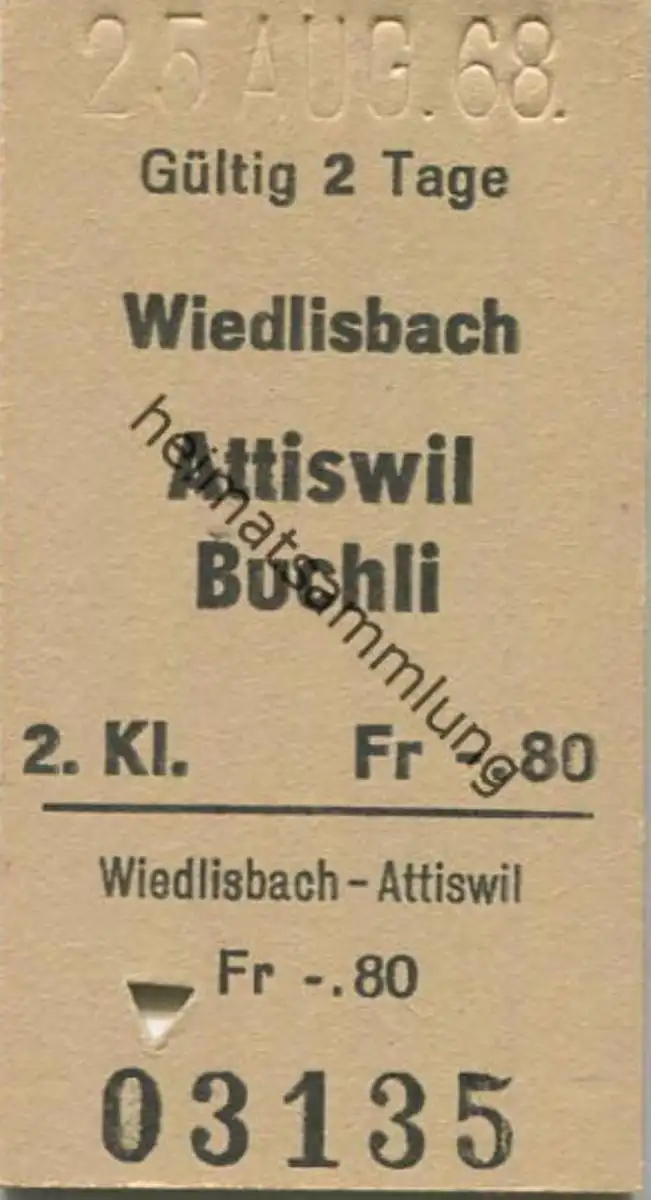 25 AUG. 68.
Gültig 2 Tage
Wiedlisbach
Attiswil
Buchli
heimatsammlung
2. Kl. Fr -.80
Wiedlisbach - Attiswil
Fr -.80
03135